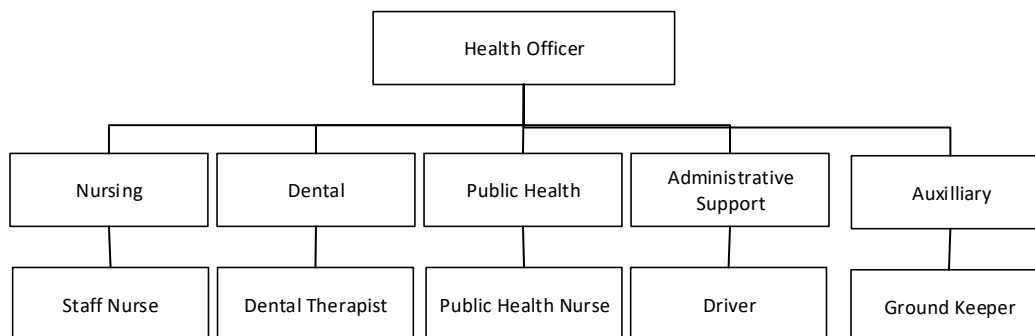 Health Officer
Nursing
Dental
Public Health
Administrative
Support
Auxilliary
Staff Nurse
Dental Therapist
Public Health Nurse
Driver
Ground Keeper